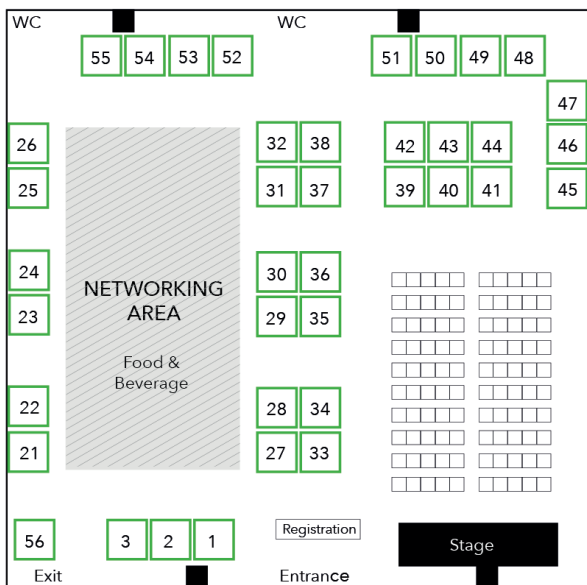 WC
WC
55 54 53 52
51 50 49 48
47
26
32 38
42 43 44
46
25
31 37
39 40 41
45
24
30 36
NETWORKING
AREA
23
29 35
Food &
Beverage
22
28 34
21
27 33
56
3 2 1
Registration
Stage
Exit
Entrance